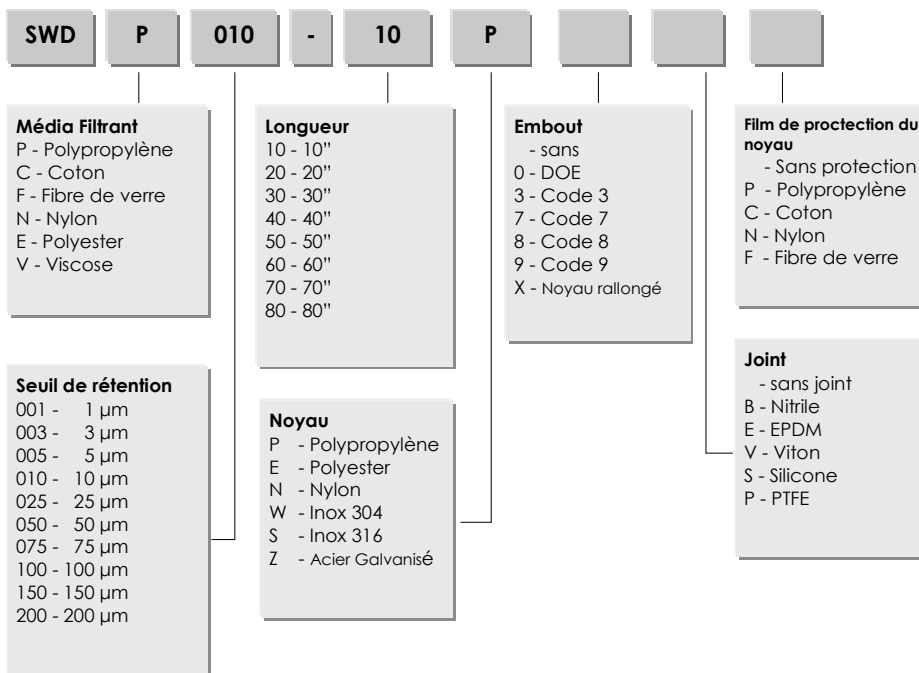 SWD P 010 - 10 P
Média Filtrant
P - Polypropylène
C - Coton
F - Fibre de verre
N - Nylon
E - Polyester
V - Viscose
Longueur
10 - 10”
20 - 20”
30 - 30”
40 - 40”
50 - 50”
60 - 60”
70 - 70”
80 - 80”
Embout
- sans
0 - DOE
3 - Code 3
7 - Code 7
8 - Code 8
9 - Code 9
X - Noyau rallongé
Film de proctection du
noyau
- Sans protection
P - Polypropylène
C - Coton
N - Nylon
F - Fibre de verre
Seuil de rétention
001 - 1 µm
003 - 3 µm
005 - 5 µm
010 - 10 µm
025 - 25 µm
050 - 50 µm
075 - 75 µm
100 - 100 µm
150 - 150 µm
200 - 200 µm
Noyau
P - Polypropylène
E - Polyester
N - Nylon
W - Inox 304
S - Inox 316
Z - Acier Galvanisé
Joint
- sans joint
B - Nitrile
E - EPDM
V - Viton
S - Silicone
P - PTFE